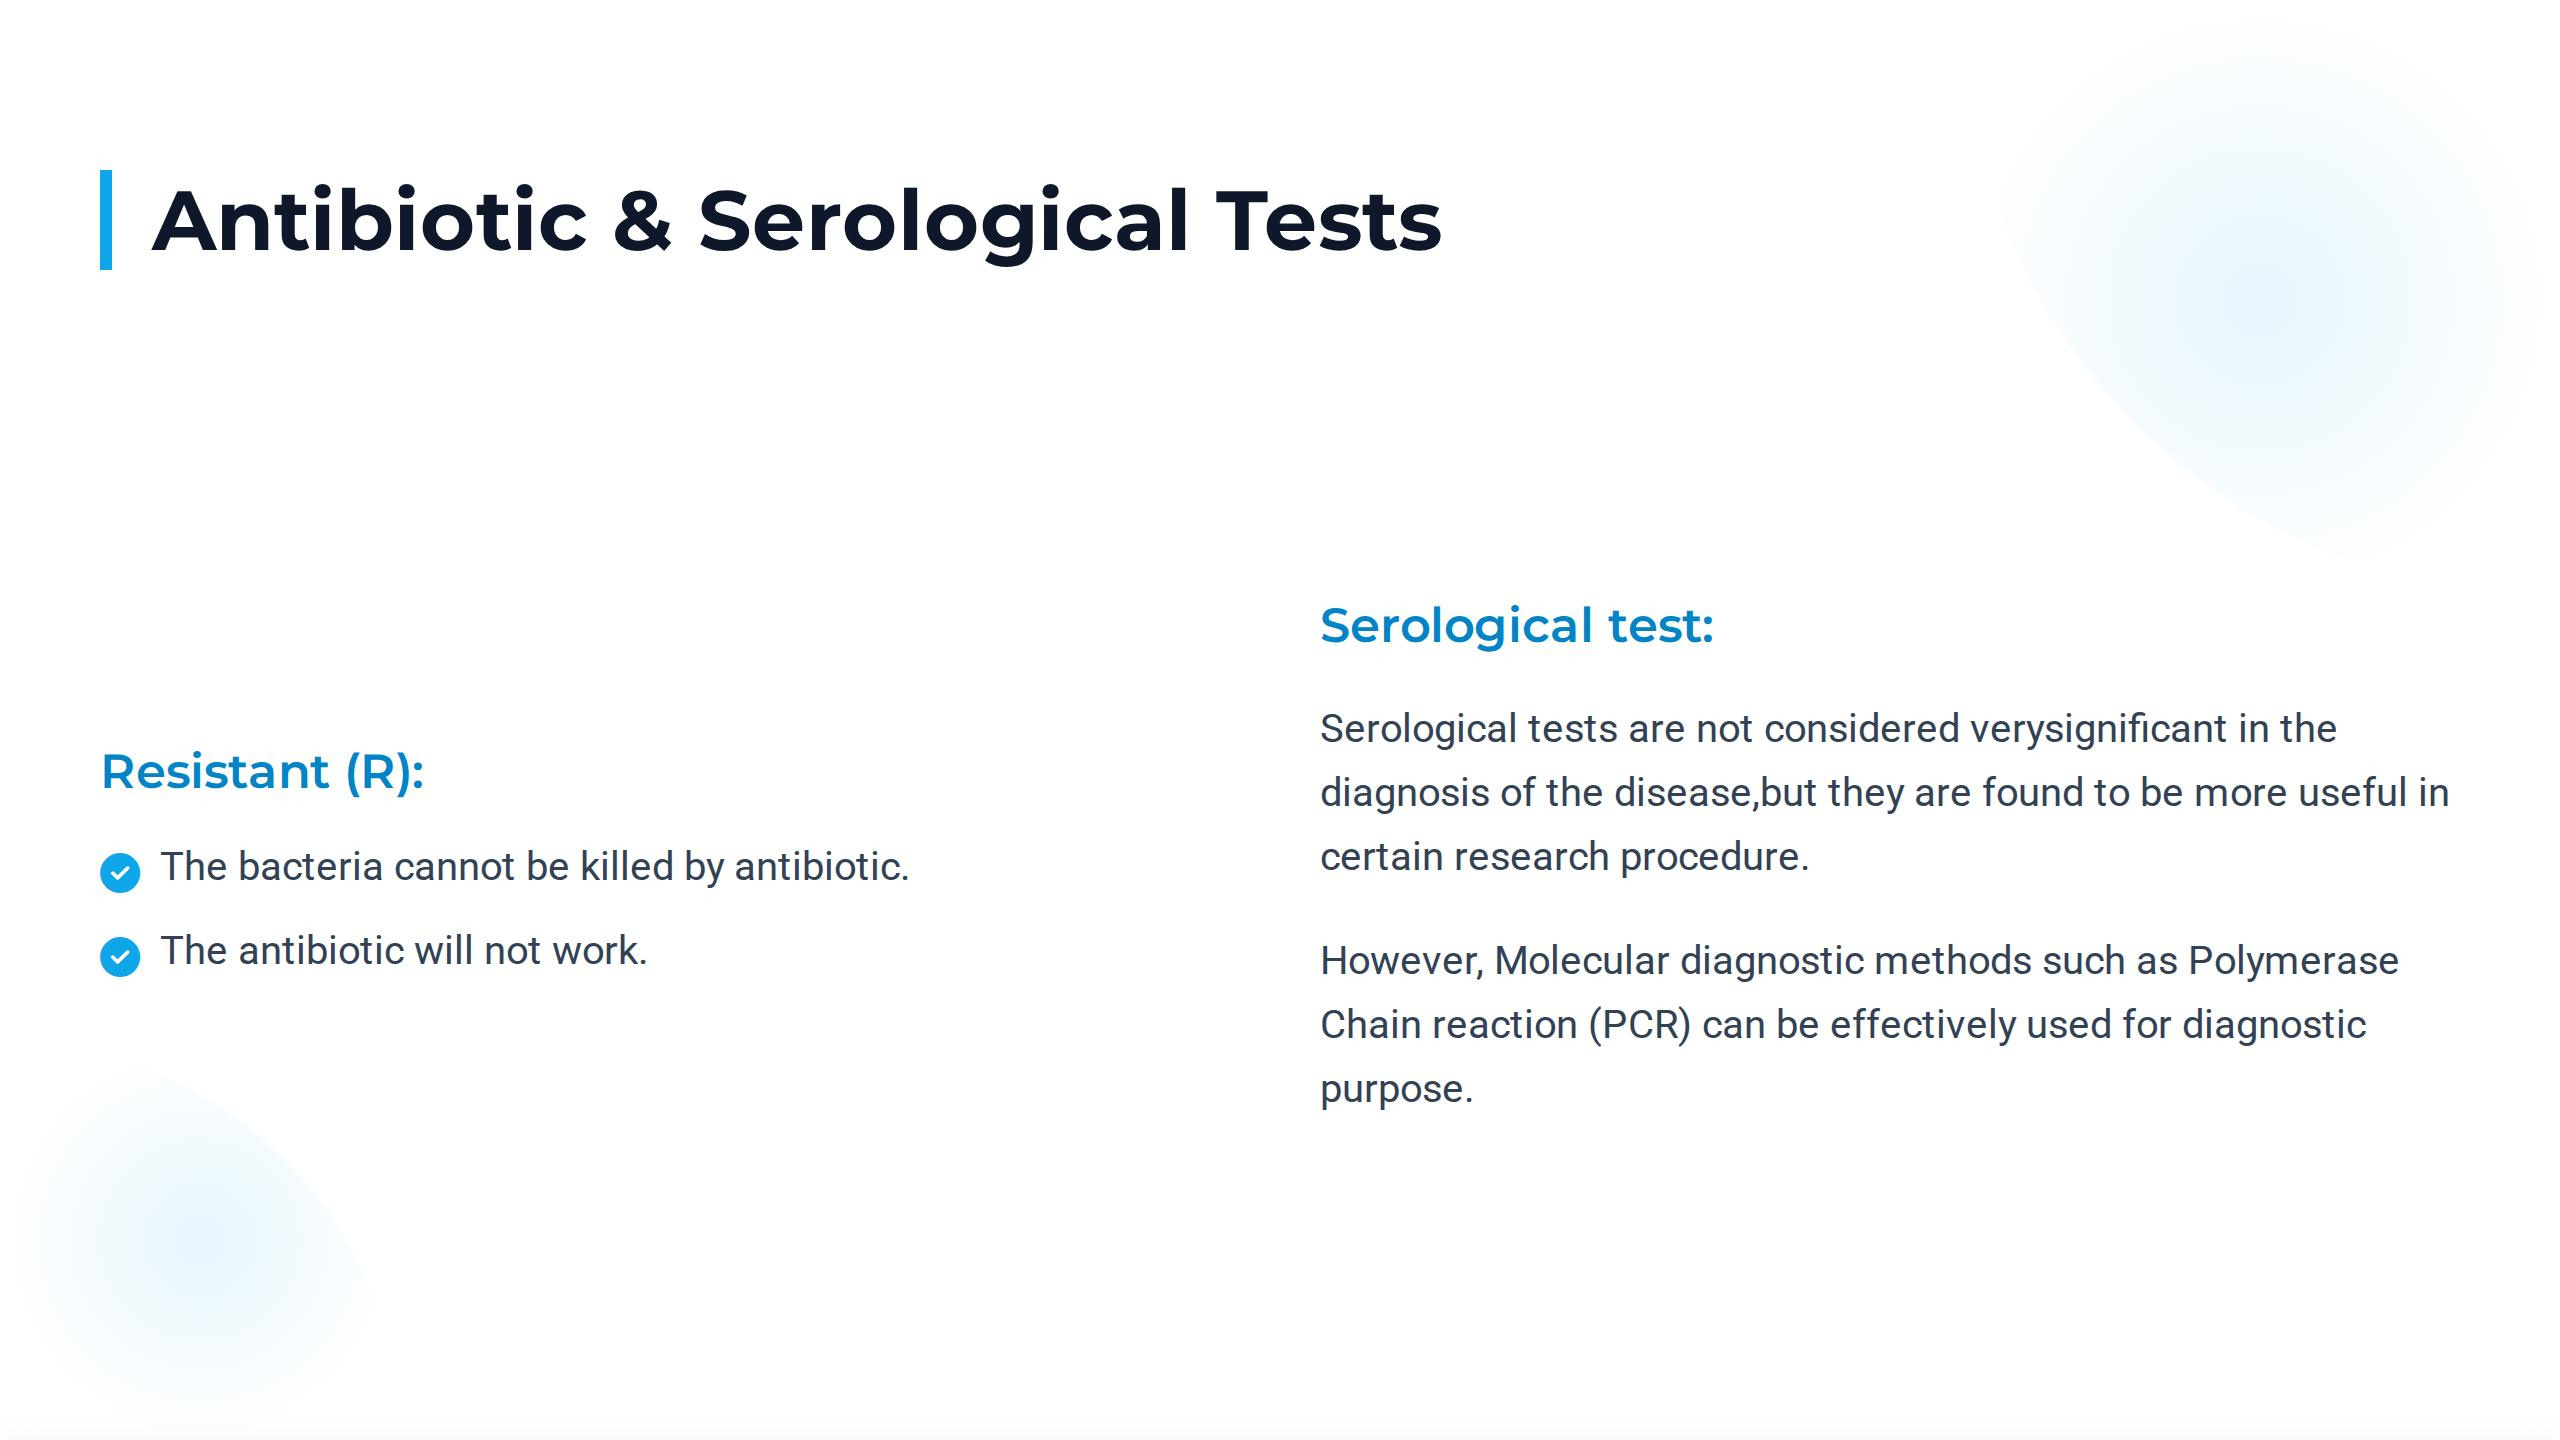 Antibiotic & Serological Tests
Resistant (R):
The bacteria cannot be killed by antibiotic.
The antibiotic will not work.
Serological test:
Serological tests are not considered verysignificant in the
diagnosis of the disease,but they are found to be more useful in
certain research procedure.
However, Molecular diagnostic methods such as Polymerase
Chain reaction (PCR) can be effectively used for diagnostic
purpose.